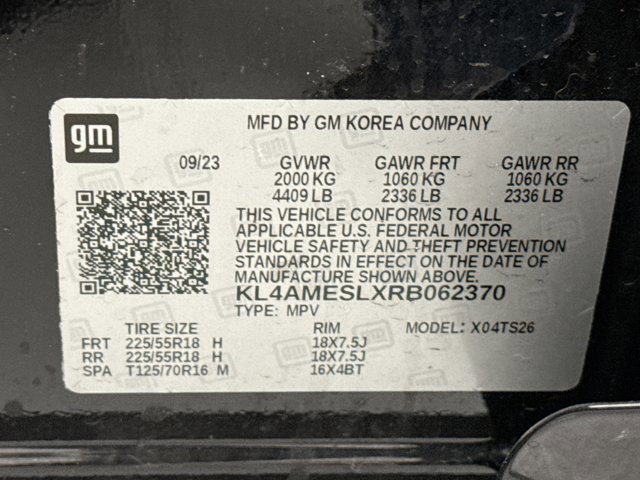 gm
MFD BY GM KOREA COMPANY
09/23 GVWR GAWR FRT GAWR RR
2000 KG 1060 KG 1060 KG
4409 LB 2336 LB 2336 LB
THIS VEHICLE CONFORMS TO ALL
APPLICABLE U.S. FEDERAL MOTOR
VEHICLE SAFETY AND THEFT PREVENTION
STANDARDS IN EFFECT ON THE DATE OF
MANUFACTURE SHOWN ABOVE.
KL4AMESLXRB062370
TYPE: MPV
TIRE SIZE RIM MODEL: X04TS26
FRT 225/55R18 H 18X7.5J
RR 225/55R18 H 18X7.5J
SPA T125/70R16 M 16X4BT